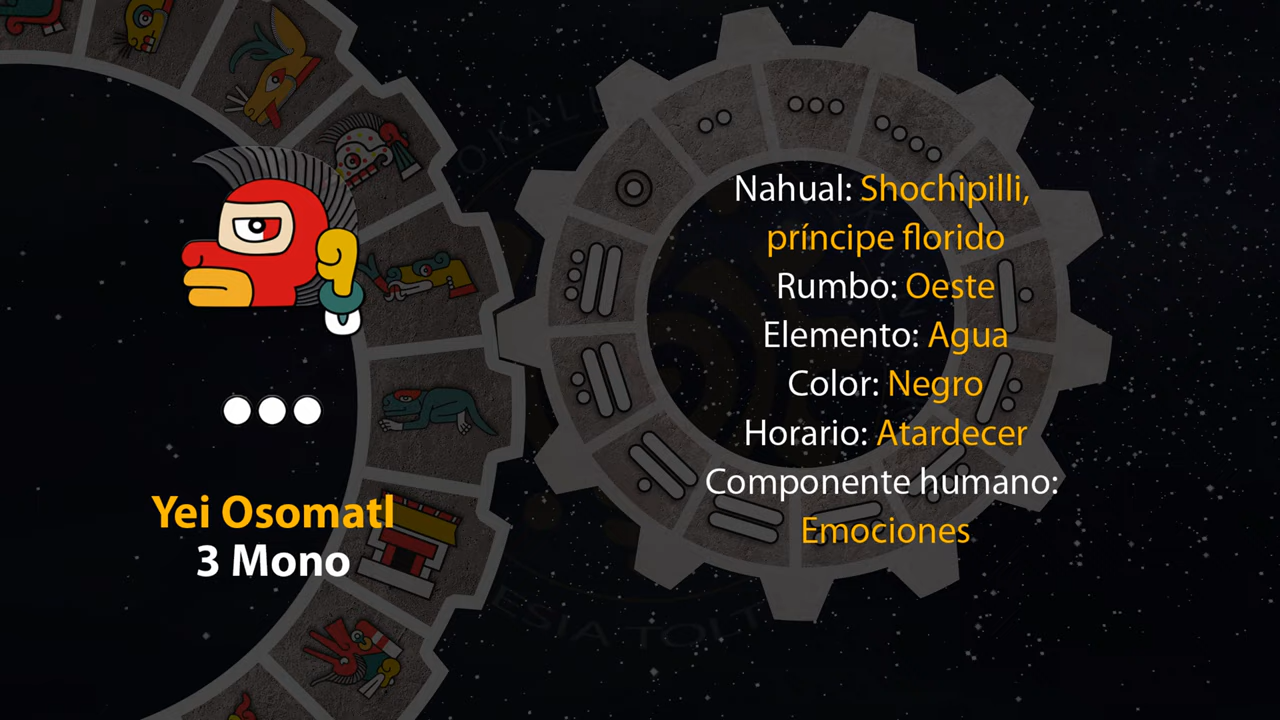 Yei Osomatl
3 Mono
Nahual: Shochipilli,
príncipe florido
Rumbo: Oeste
Elemento: Agua
Color: Negro
Horario: Atardecer
Componente humano:
Emociones